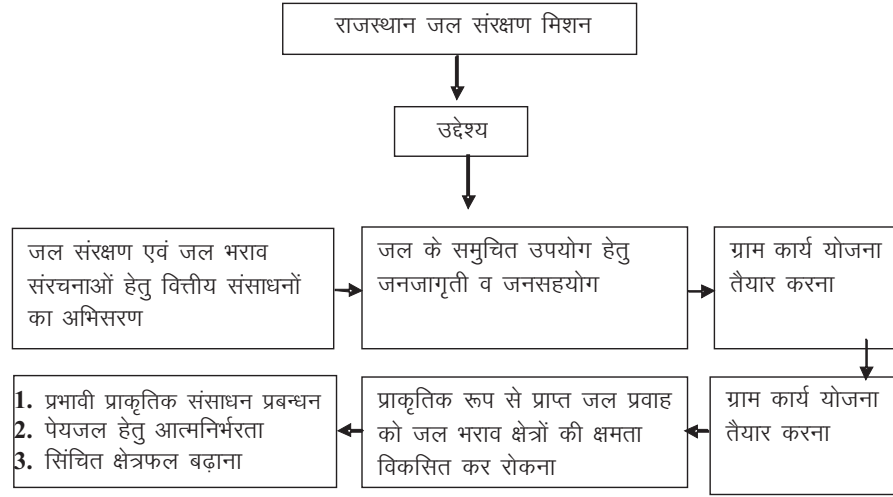 राजस्थान जल संरक्षण मिशन
उद्देश्य
जल संरक्षण एवं जल भराव
संरचनाओं हेतु वित्तीय संसाधनों
का अभिसरण
जल के समुचित उपयोग हेतु
जनजागृती व जनसहयोग
ग्राम कार्य योजना
तैयार करना
ग्राम कार्य योजना
तैयार करना
प्राकृतिक रूप से प्राप्त जल प्रवाह
को जल भराव क्षेत्रों की क्षमता
विकसित कर रोकना
1. प्रभावी प्राकृतिक संसाधन प्रबन्धन
2. पेयजल हेतु आत्मनिर्भरता
3. सिंचित क्षेत्रफल बढ़ाना